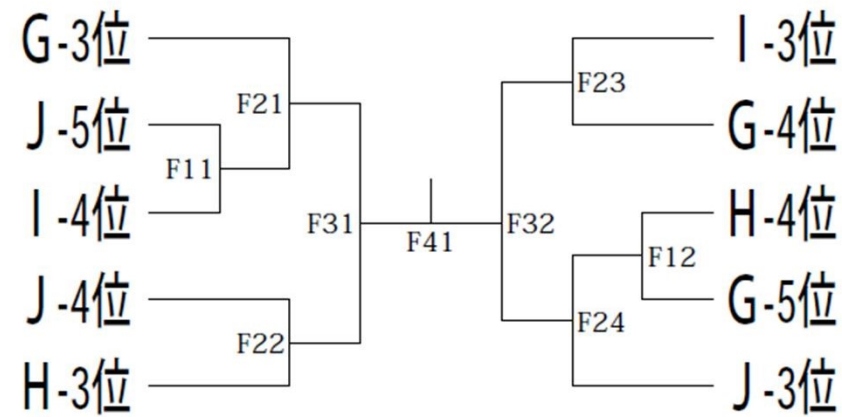 G-3位
I-3位
F21
F23
J-5位
G-4位
F11
I-4位
H-4位
F31
F41
F32
F12
J-4位
G-5位
F22
F24
H-3位
J-3位